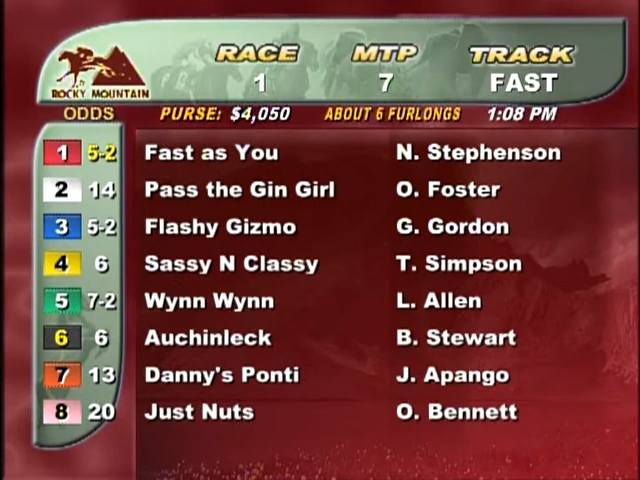 RACE MTP TRACK
ROCKY MOUNTAIN 1 7 FAST
ODDS PURSE: $4,050 ABOUT 6 FURLONGS 1:08 PM
1 5-2 Fast as You N. Stephenson
2 14 Pass the Gin Girl O. Foster
3 5-2 Flashy Gizmo G. Gordon
4 6 Sassy N Classy T. Simpson
5 7-2 Wynn Wynn L. Allen
6 6 Auchinleck B. Stewart
7 13 Danny's Ponti J. Apango
8 20 Just Nuts O. Bennett